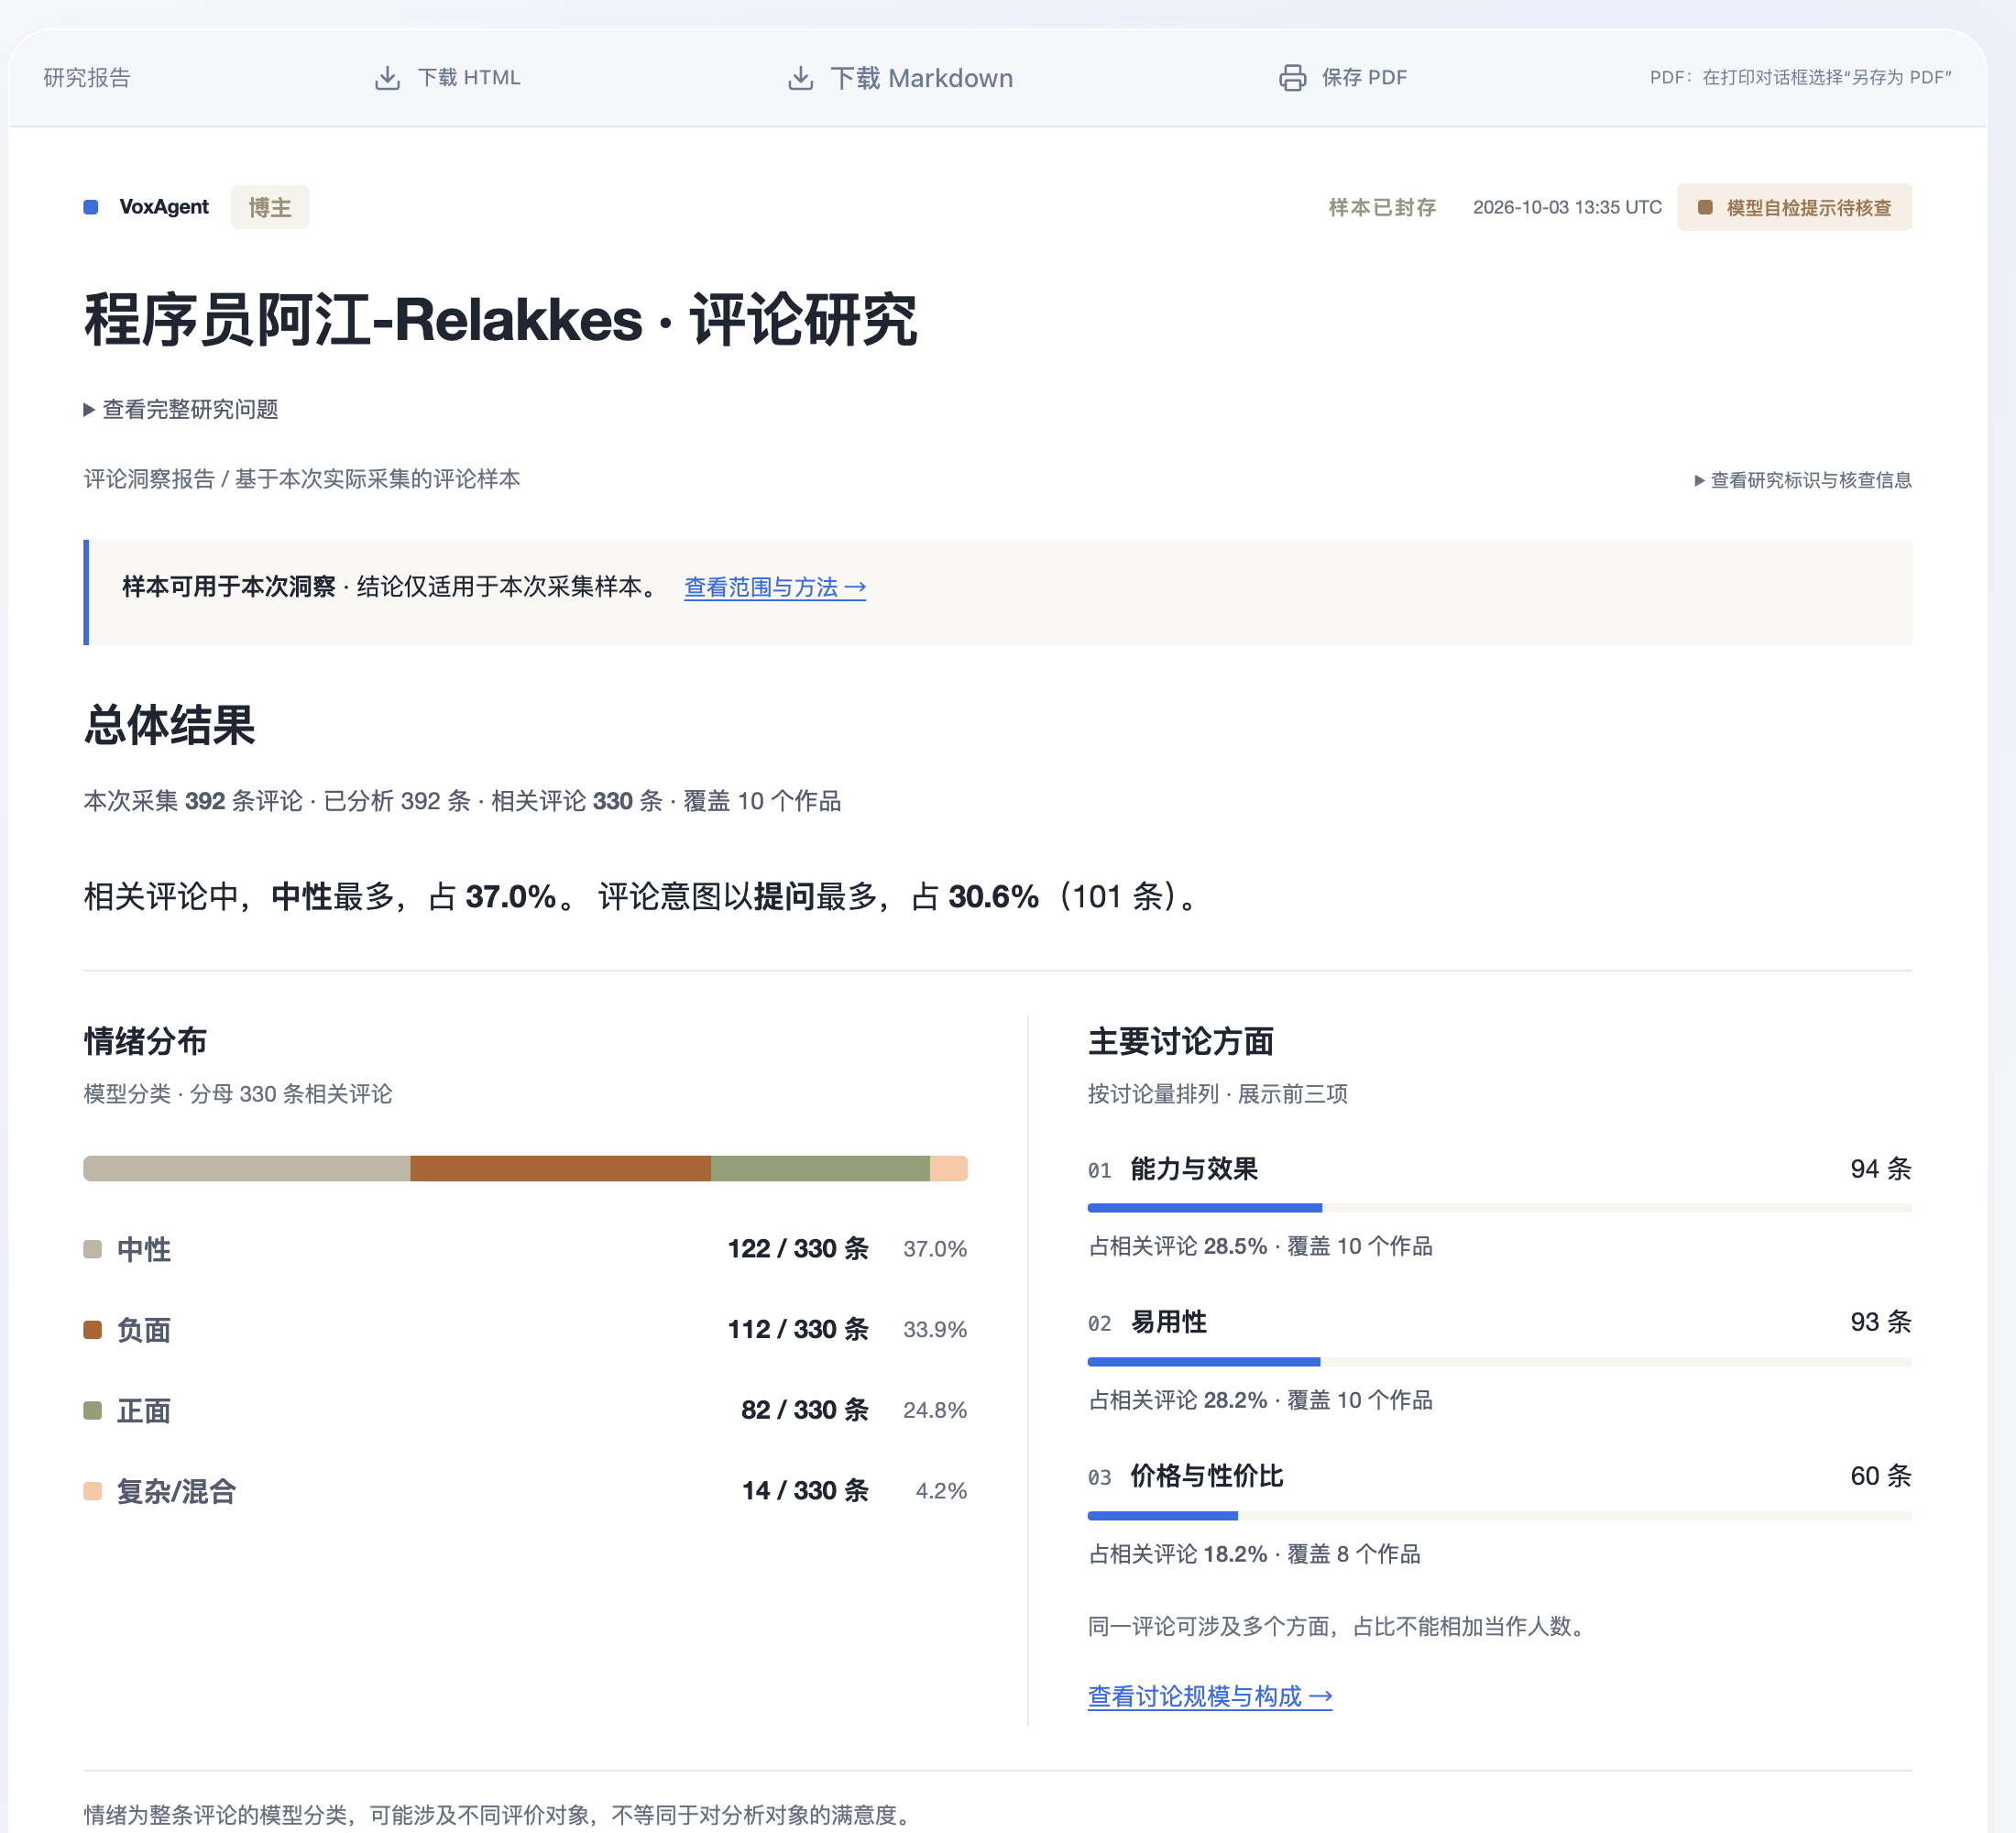 研究报告
下载 HTML
下载 Markdown
保存 PDF
PDF：在打印对话框选择“另存为 PDF”
VoxAgent
博主
样本已封存
2026-10-03 13:35 UTC
模型自检提示待核查
程序员阿江-Relakkes · 评论研究
▶ 查看完整研究问题
评论洞察报告 / 基于本次实际采集的评论样本
▶ 查看研究标识与核查信息
样本可用于本次洞察 · 结论仅适用于本次采集样本。 查看范围与方法 →
总体结果
本次采集 392 条评论 · 已分析 392 条 · 相关评论 330 条 · 覆盖 10 个作品
相关评论中，中性最多，占 37.0%。 评论意图以提问最多，占 30.6%（101 条）。
情绪分布
模型分类 · 分母 330 条相关评论
中性 122 / 330 条 37.0%
负面 112 / 330 条 33.9%
正面 82 / 330 条 24.8%
复杂/混合 14 / 330 条 4.2%
主要讨论方面
按讨论量排列 · 展示前三项
01 能力与效果 94 条
占相关评论 28.5% · 覆盖 10 个作品
02 易用性 93 条
占相关评论 28.2% · 覆盖 10 个作品
03 价格与性价比 60 条
占相关评论 18.2% · 覆盖 8 个作品
同一评论可涉及多个方面，占比不能相加当作人数。
查看讨论规模与构成 →
情绪为整条评论的模型分类，可能涉及不同评价对象，不等同于对分析对象的满意度。